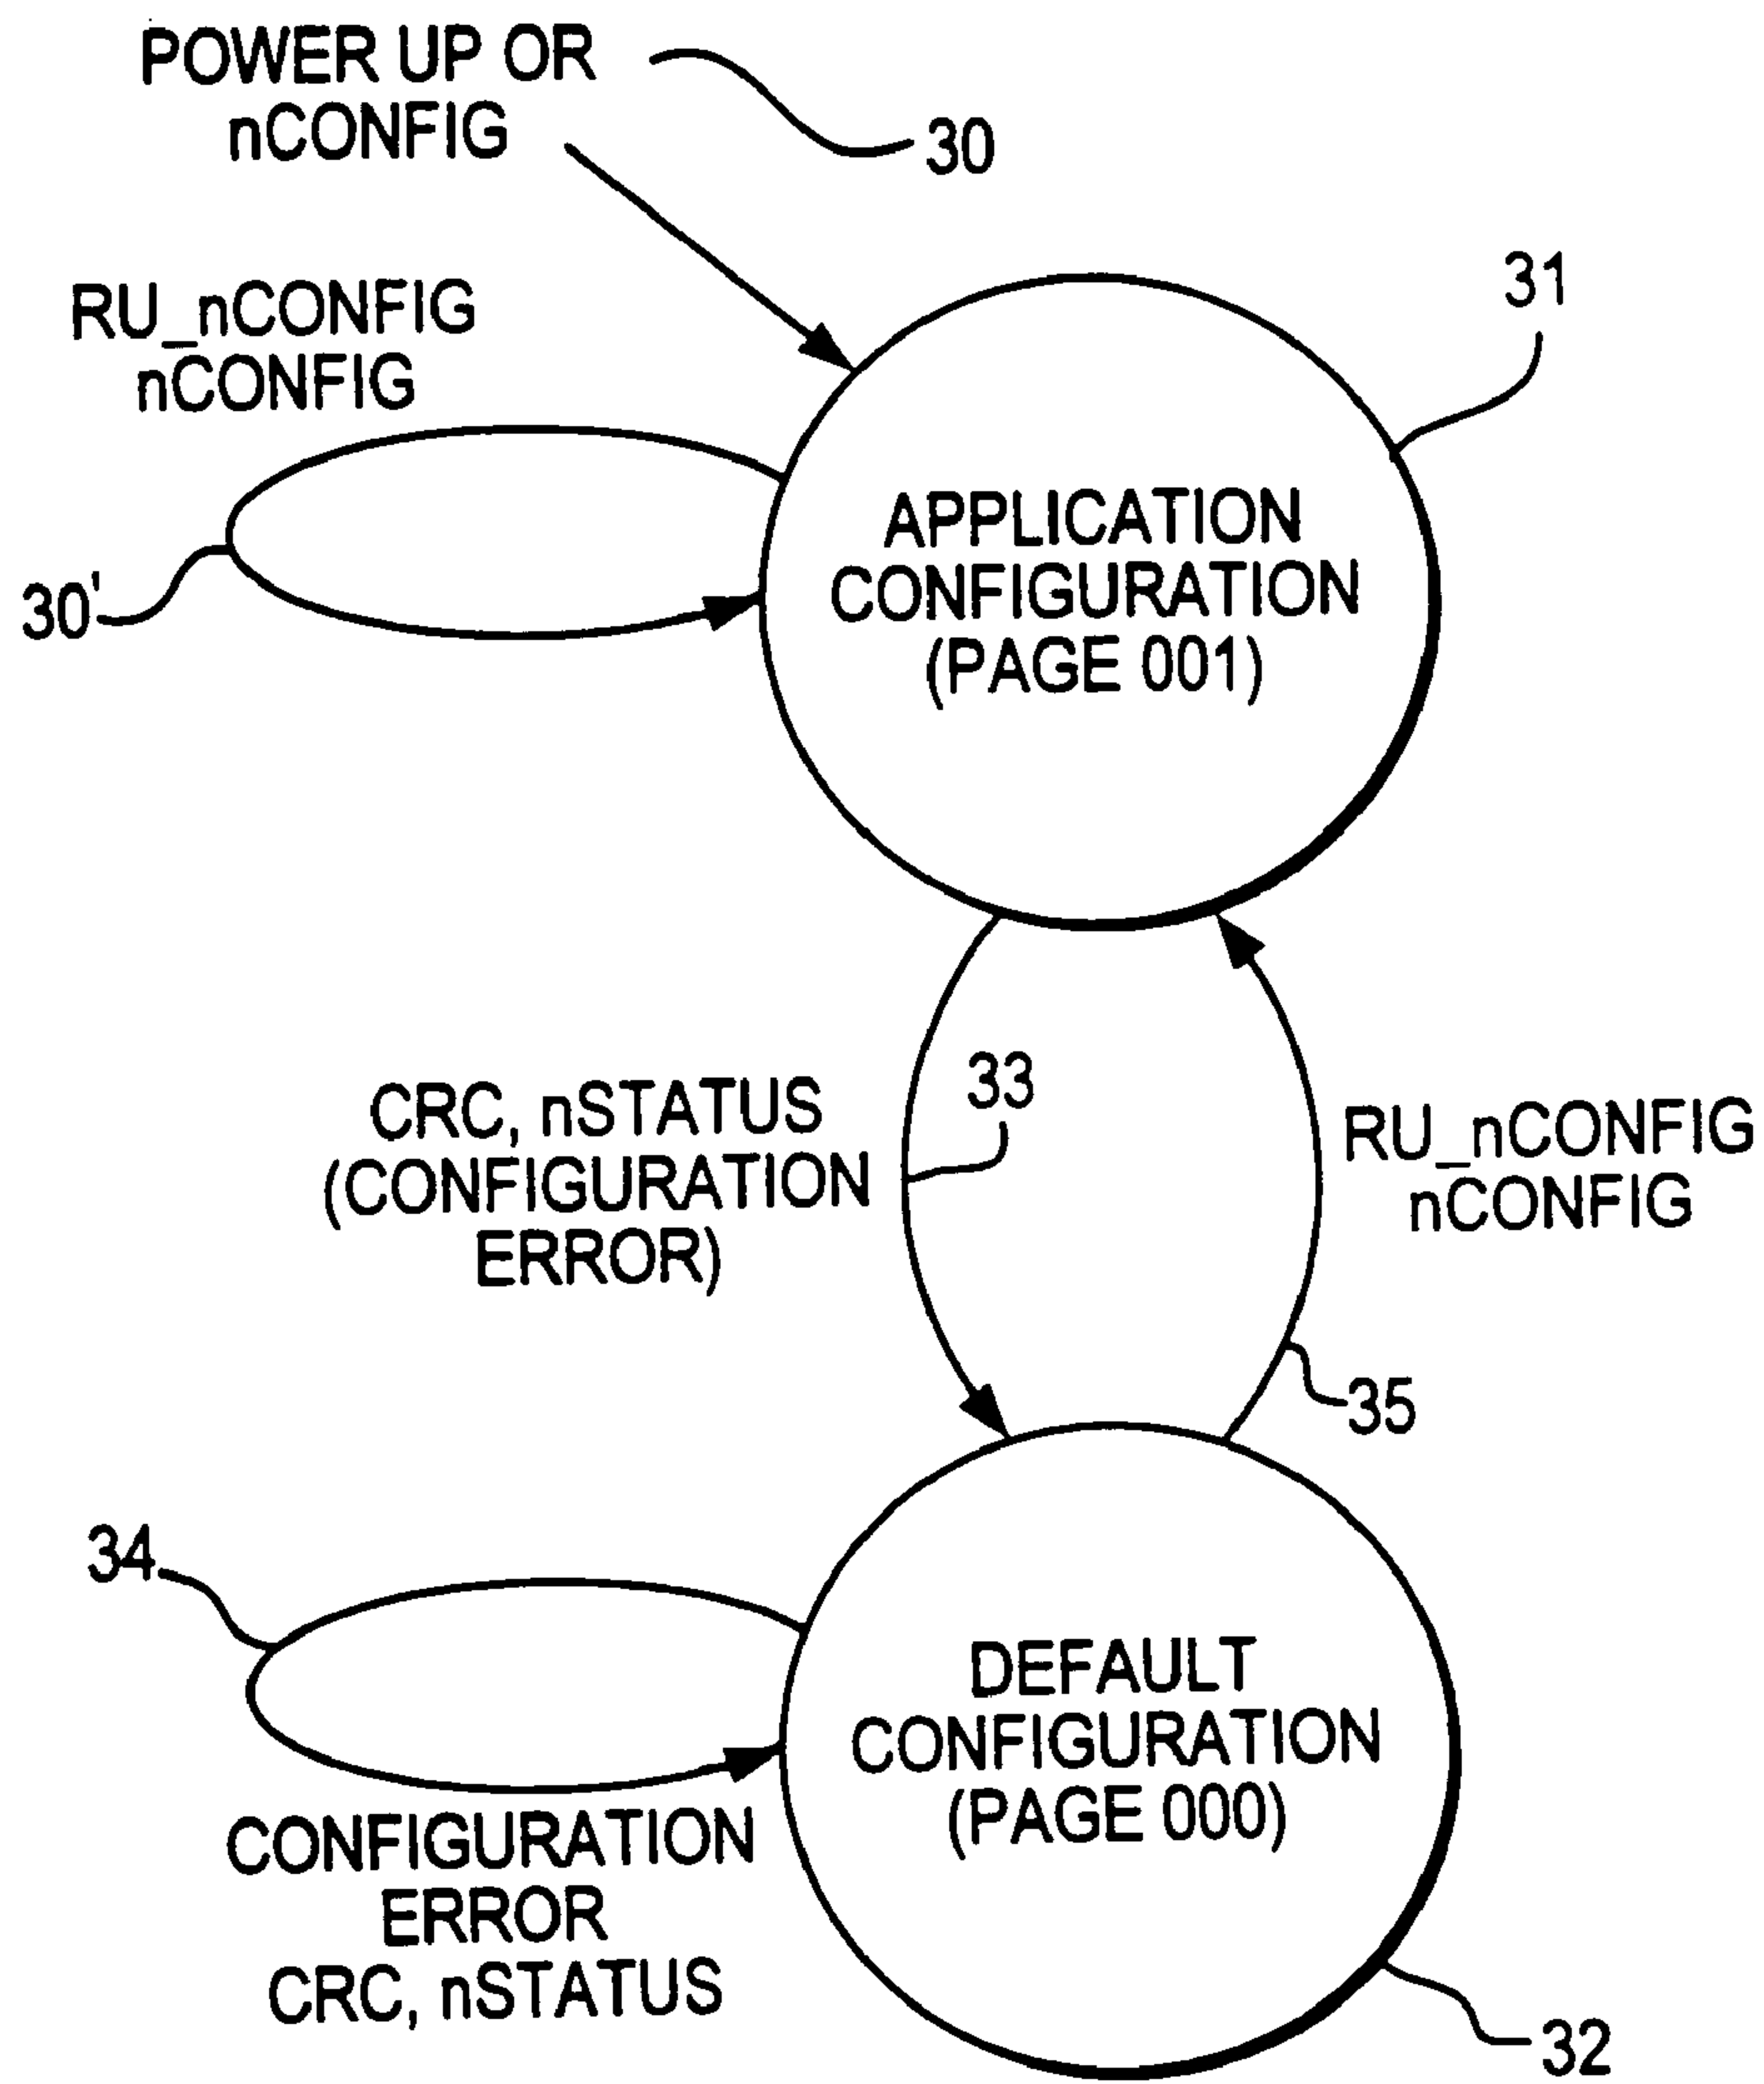 POWER UP OR
nCONFIG
30
31
RU_nCONFIG
nCONFIG
30'
APPLICATION
CONFIGURATION
(PAGE 001)
33
CRC, nSTATUS
(CONFIGURATION
ERROR)
RU_nCONFIG
nCONFIG
35
34
DEFAULT
CONFIGURATION
(PAGE 000)
CONFIGURATION
ERROR
CRC, nSTATUS
32